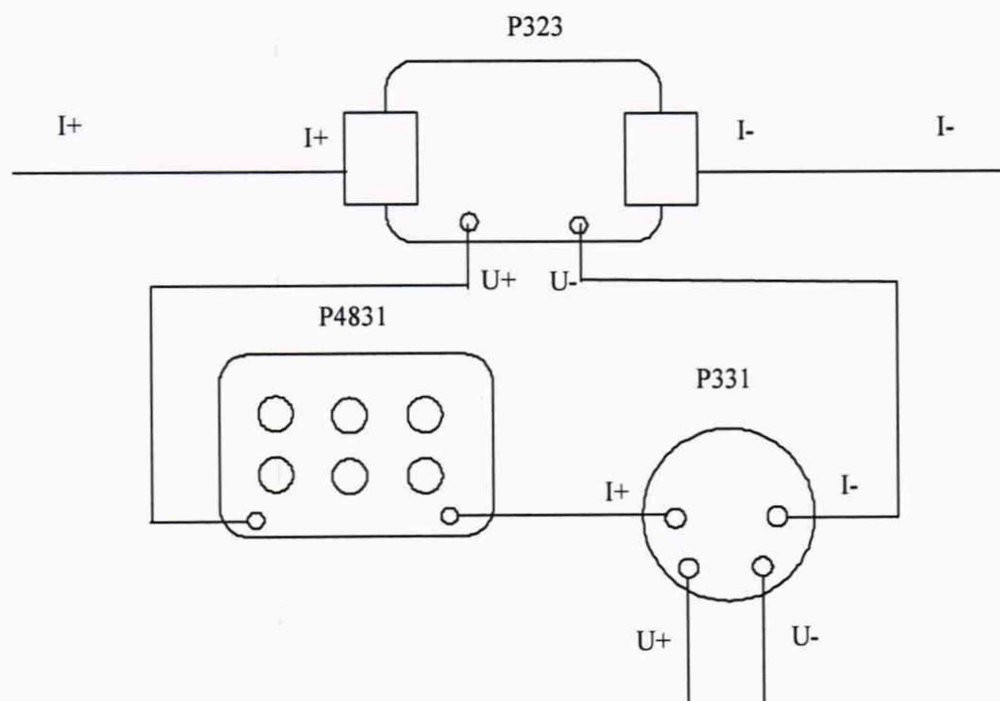 P323
I+
I+
I-
I-
U+
U-
P4831
P331
I+
I-
U+
U-